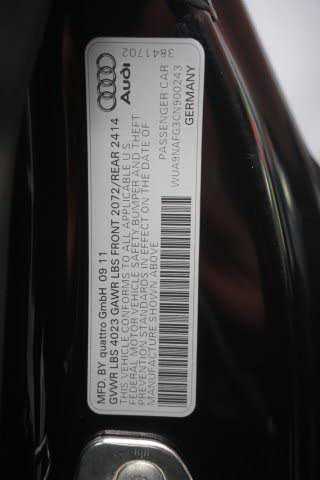 3841702
Audi
MFD. BY quattro GmbH 09 11
GVWR LBS 4023 GAWR LBS FRONT 2072/REAR 2414
THIS VEHICLE CONFORMS TO ALL APPLICABLE U.S.
FEDERAL MOTOR VEHICLE SAFETY BUMPER AND THEFT
PREVENTION STANDARDS IN EFFECT ON THE DATE OF
MANUFACTURE SHOWN ABOVE
PASSENGER CAR
WUA9NAFG3CN900243
GERMANY